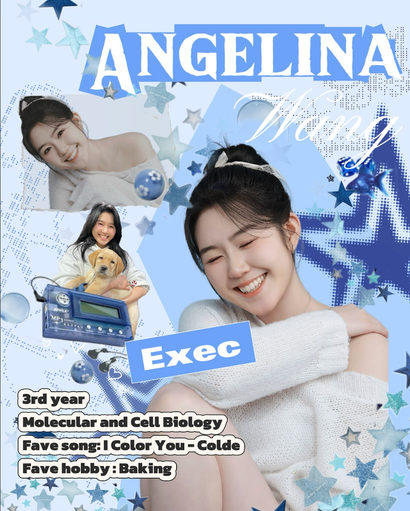 ANGELINA
Wang
Exec
3rd year
Molecular and Cell Biology
Fave song: I Color You - Colde
Fave hobby : Baking